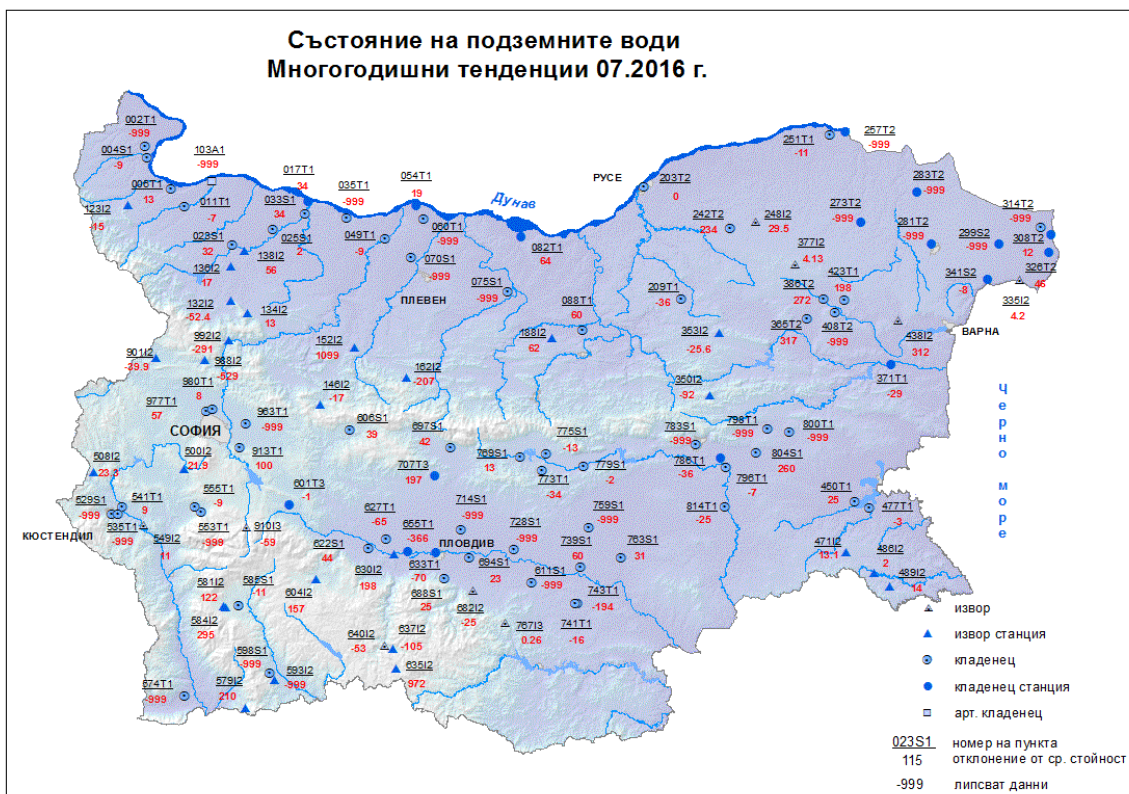 Състояние на подземните води
Многогодишни тенденции 07.2016 г.
002T1
-999
004S1
-9
103A1
-999
006T1
13
011T1
-7
123I2
-15
017T1
34
033S1
34
035T1
-999
054T1
19
023S1
32
025S1
2
138I2
56
136I2
17
049T1
-9
060T1
-999
070S1
-999
Дунав
082T1
64
075S1
-999
ПЛЕВЕН
РУСЕ
203T2
0
251T1
-11
257T2
-999
283T2
-999
242T2
234
248I2
29.5
273T2
-999
281T2
-999
299S2
-999
314T2
-999
308T2
12
326T2
46
335I2
4.2
341S2
-8
377I2
4.13
423T1
198
386T2
272
365T2
317
408T2
-999
438I2
312
ВАРНА
209T1
-36
353I2
-25.6
088T1
60
188I2
62
132I2
-52.4
134I2
13
992I2
-291
988I2
-529
901I2
-39.9
152I2
1099
162I2
-207
146I2
-17
350I2
-92
371T1
-29
980T1
8
977T1
57
СОФИЯ
963T1
-999
606S1
39
697S1
42
775S1
-13
769S1
13
773T1
-34
779S1
-2
783S1
-999
798T1
-999
800T1
-999
804S1
260
786T1
-36
796T1
-7
Черно море
508I2
23.3
500I2
-21.9
913T1
100
601T3
-1
707T3
197
529S1
-999
541T1
9
555T1
-9
535T1
-999
553T1
-999
549I2
11
910I3
-59
КЮСТЕНДИЛ
627T1
-65
655T1
-366
714S1
-999
728S1
-999
759S1
-999
739S1
60
763S1
31
814T1
-25
450T1
25
477T1
-3
471I2
13.1
486I2
2
489I2
14
ПЛОВДИВ
622S1
44
630I2
198
633T1
-70
694S1
23
688S1
25
611S1
-999
682I2
-25
743T1
-194
741T1
-16
767I3
0.26
581I2
122
585S1
-11
604I2
157
584I2
295
640I2
-53
637I2
-105
635I2
972
598S1
-999
593I2
-999
579I2
210
574T1
-999
извор
извор станция
кладенец
кладенец станция
арт. кладенец
023S1 номер на пункта
115 отклонение от ср. стойност
-999 липсват данни